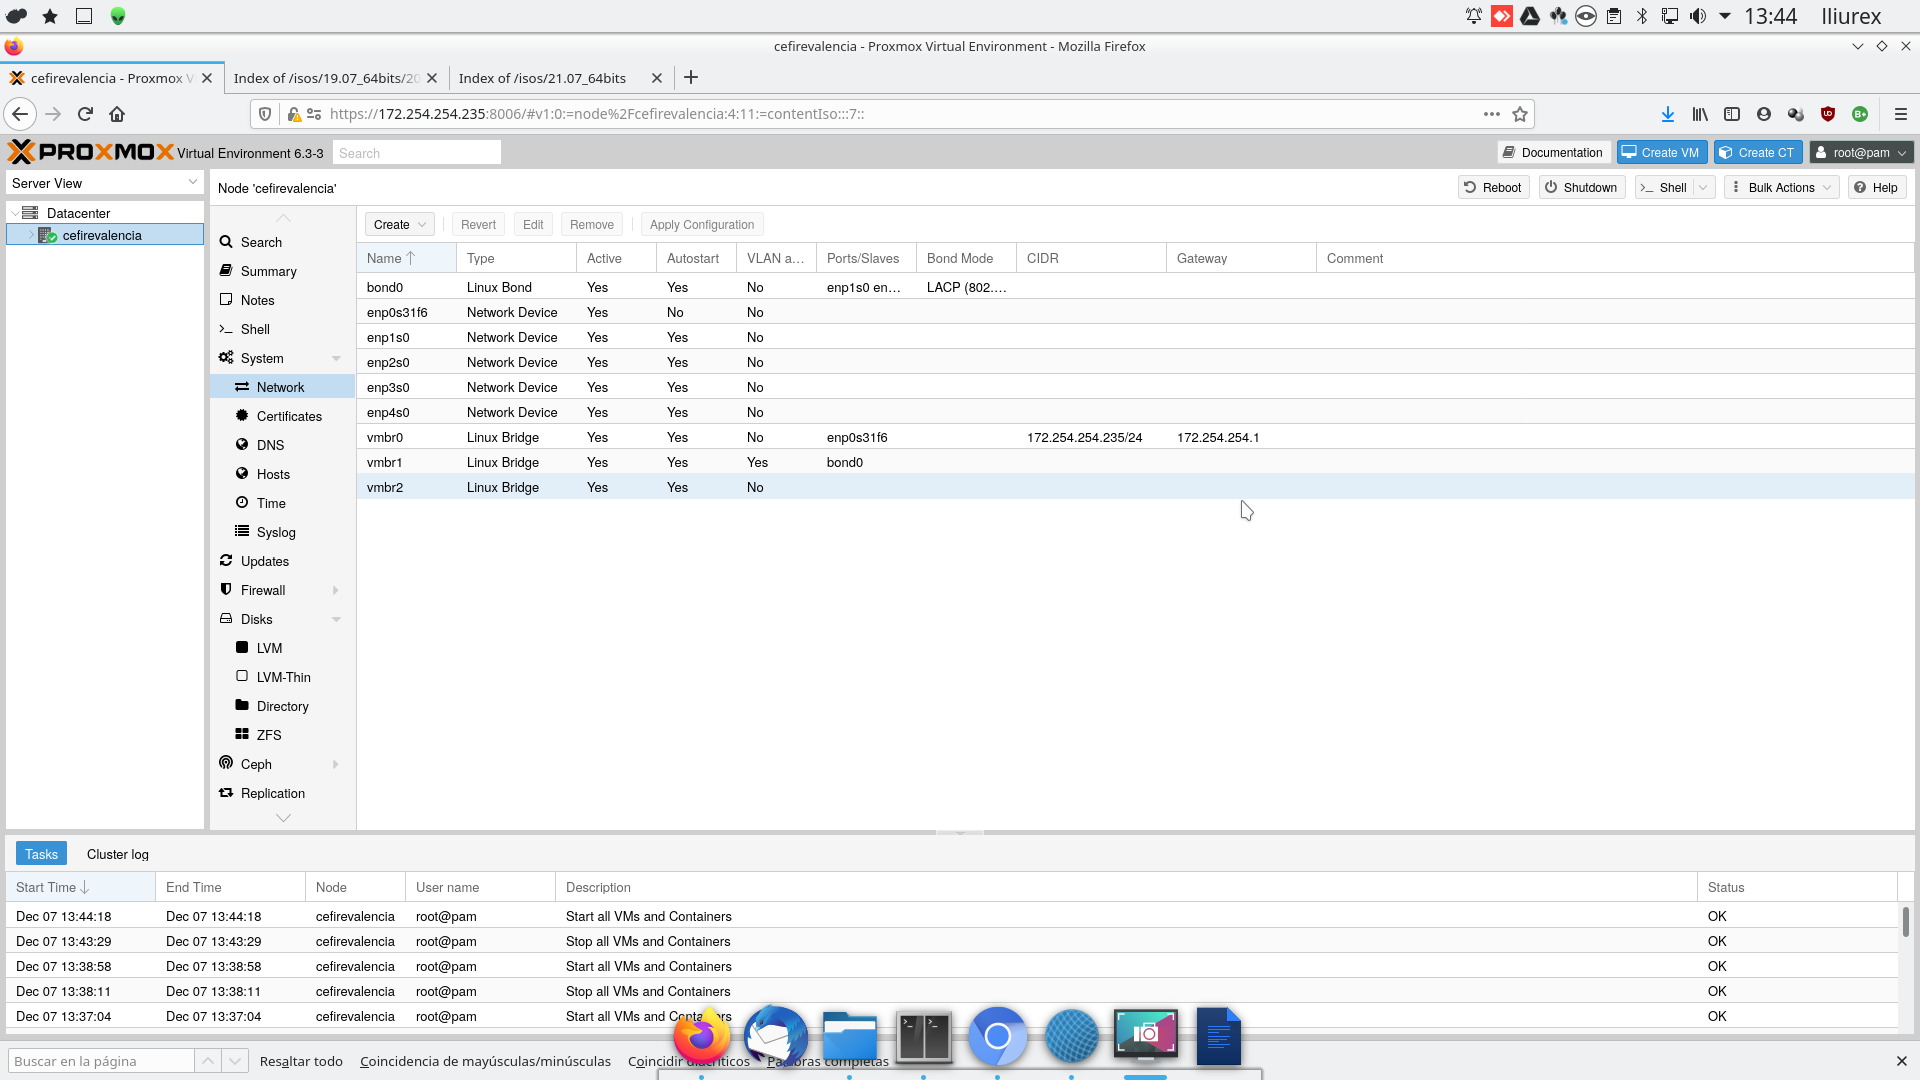 13:44 lliurex
cefirevalencia - Proxmox Virtual Environment - Mozilla Firefox
cefirevalencia - Proxmox V
Index of /isos/19.07_64bits/20
Index of /isos/21.07_64bits
https://172.254.254.235:8006/#v1:0:=node%2Fcefirevalencia:4:11:=contentIso:::7::
PROXMOX Virtual Environment 6.3-3 Search Documentation Create VM Create CT root@pam
Server View
Datacenter
cefirevalencia
Node 'cefirevalencia' Reboot Shutdown Shell Bulk Actions Help
Search
Summary
Notes
Shell
System
Network
Certificates
DNS
Hosts
Time
Syslog
Updates
Firewall
Disks
LVM
LVM-Thin
Directory
ZFS
Ceph
Replication
Create Revert Edit Remove Apply Configuration
Name Type Active Autostart VLAN a... Ports/Slaves Bond Mode CIDR Gateway Comment
bond0 Linux Bond Yes Yes No enp1s0 en... LACP (802....
enp0s31f6 Network Device Yes No No
enp1s0 Network Device Yes Yes No
enp2s0 Network Device Yes Yes No
enp3s0 Network Device Yes Yes No
enp4s0 Network Device Yes Yes No
vmbr0 Linux Bridge Yes Yes No enp0s31f6 172.254.254.235/24 172.254.254.1
vmbr1 Linux Bridge Yes Yes Yes bond0
vmbr2 Linux Bridge Yes Yes No
Tasks Cluster log
Start Time End Time Node User name Description Status
Dec 07 13:44:18 Dec 07 13:44:18 cefirevalencia root@pam Start all VMs and Containers OK
Dec 07 13:43:29 Dec 07 13:43:29 cefirevalencia root@pam Stop all VMs and Containers OK
Dec 07 13:38:58 Dec 07 13:38:58 cefirevalencia root@pam Start all VMs and Containers OK
Dec 07 13:38:11 Dec 07 13:38:11 cefirevalencia root@pam Stop all VMs and Containers OK
Dec 07 13:37:04 Dec 07 13:37:04 cefirevalencia root@pam Start all VMs and Containers OK
Buscar en la página Resaltar todo Coincidencia de mayúsculas/minúsculas Coincidir diacríticos Palabras completas